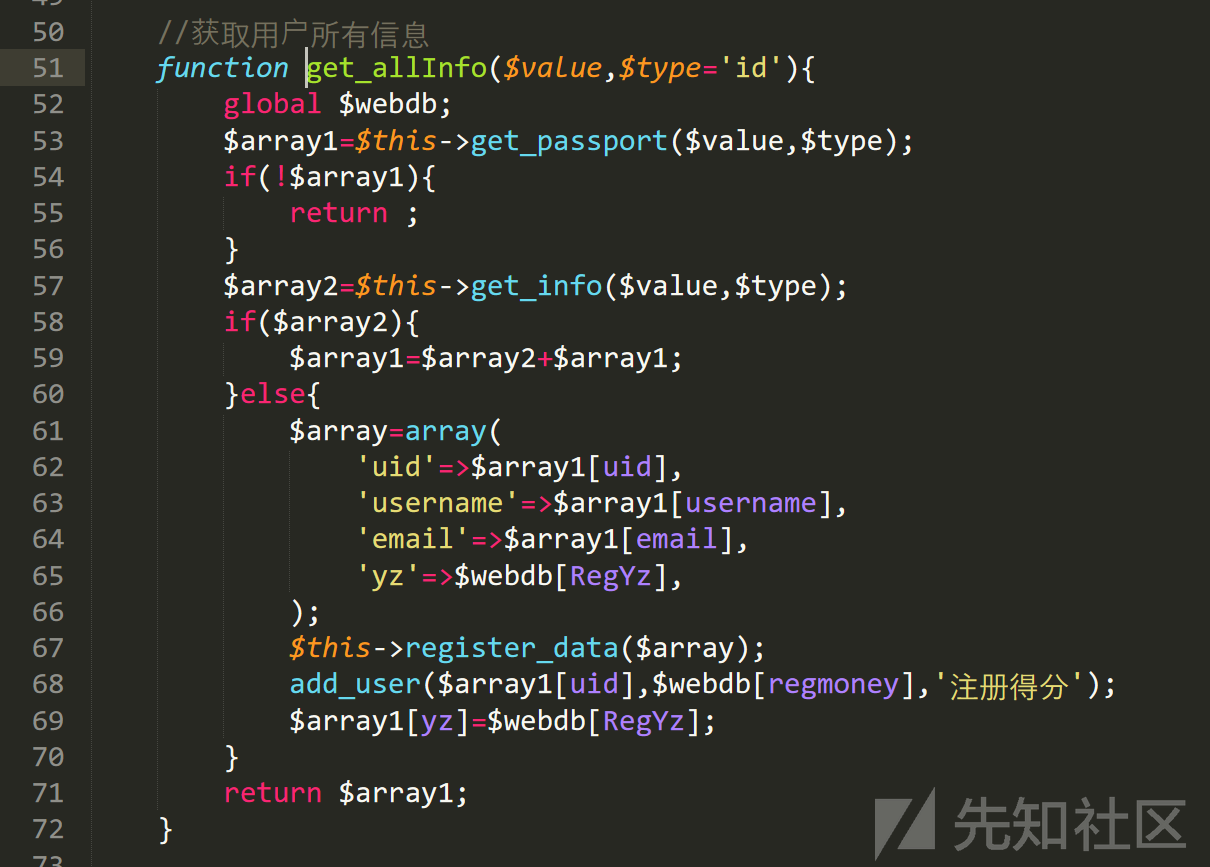 50 //获取用户所有信息
51 function get_allInfo($value,$type='id'){
52 global $webdb;
53 $array1=$this->get_passport($value,$type);
54 if(!$array1){
55 return ;
56 }
57 $array2=$this->get_info($value,$type);
58 if($array2){
59 $array1=$array2+$array1;
60 }else{
61 $array=array(
62 'uid'=>$array1[uid],
63 'username'=>$array1[username],
64 'email'=>$array1[email],
65 'yz'=>$webdb[RegYz],
66 );
67 $this->register_data($array);
68 add_user($array1[uid],$webdb[regmoney],'注册得分');
69 $array1[yz]=$webdb[RegYz];
70 }
71 return $array1;
72 }
先知社区